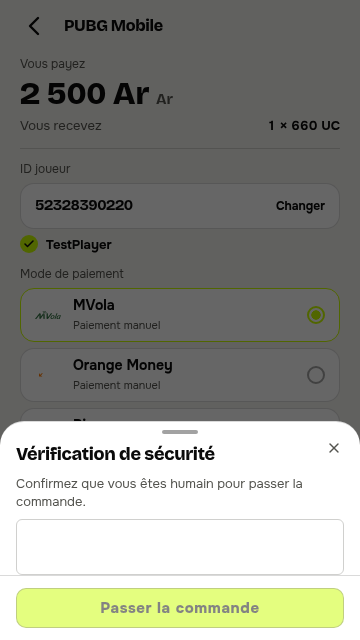 PUBG Mobile
Vous payez
2 500 Ar Ar
Vous recevez 1 × 660 UC
ID joueur
52328390220 Changer
TestPlayer
Mode de paiement
MVola
MVola
Paiement manuel
Orange Money
Paiement manuel
Vérification de sécurité
Confirmez que vous êtes humain pour passer la
commande.
Passer la commande